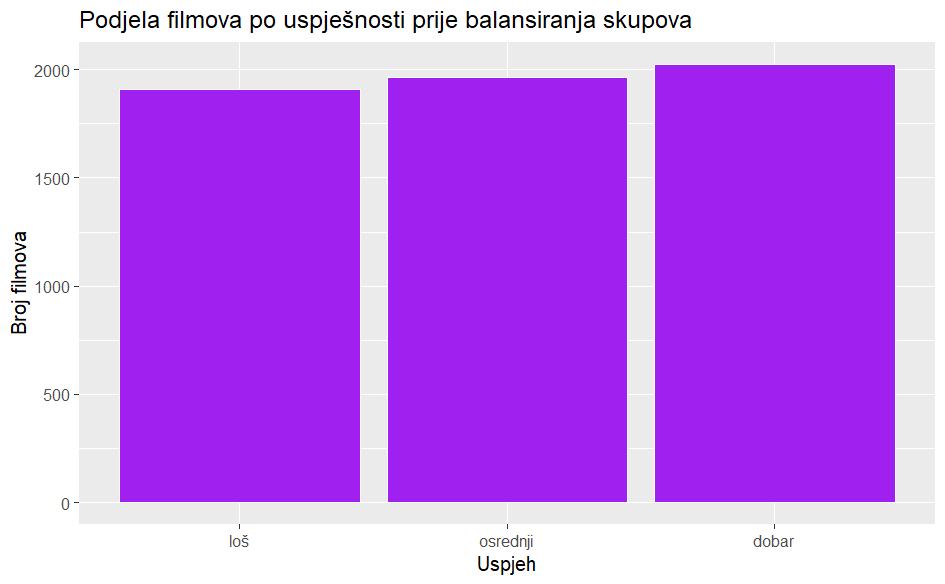 Podjela filmova po uspješnosti prije balansiranja skupova
Broj filmova
2000
1500
1000
500
0
loš
osrednji
dobar
Uspjeh